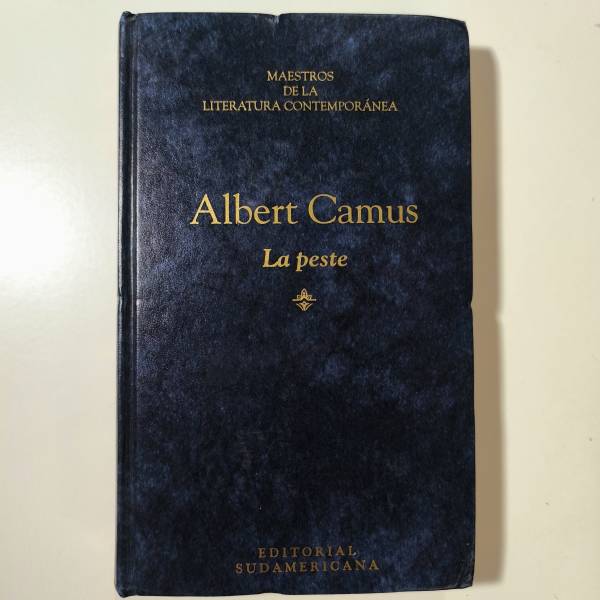 MAESTROS
DE LA
LITERATURA CONTEMPORÁNEA
Albert Camus
La peste
EDITORIAL
SUDAMERICANA